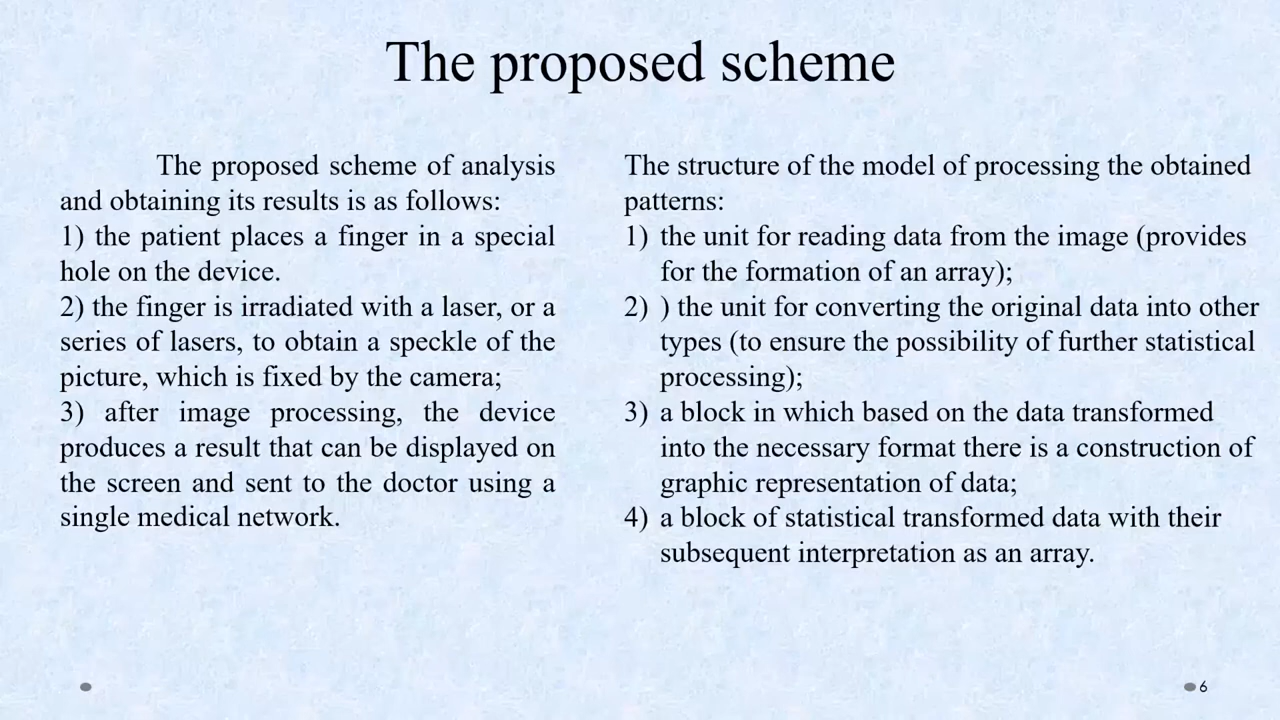 The proposed scheme
The proposed scheme of analysis
and obtaining its results is as follows:
1) the patient places a finger in a special
hole on the device.
2) the finger is irradiated with a laser, or a
series of lasers, to obtain a speckle of the
picture, which is fixed by the camera;
3) after image processing, the device
produces a result that can be displayed on
the screen and sent to the doctor using a
single medical network.
The structure of the model of processing the obtained
patterns:
1) the unit for reading data from the image (provides
for the formation of an array);
2) ) the unit for converting the original data into other
types (to ensure the possibility of further statistical
processing);
3) a block in which based on the data transformed
into the necessary format there is a construction of
graphic representation of data;
4) a block of statistical transformed data with their
subsequent interpretation as an array.
6